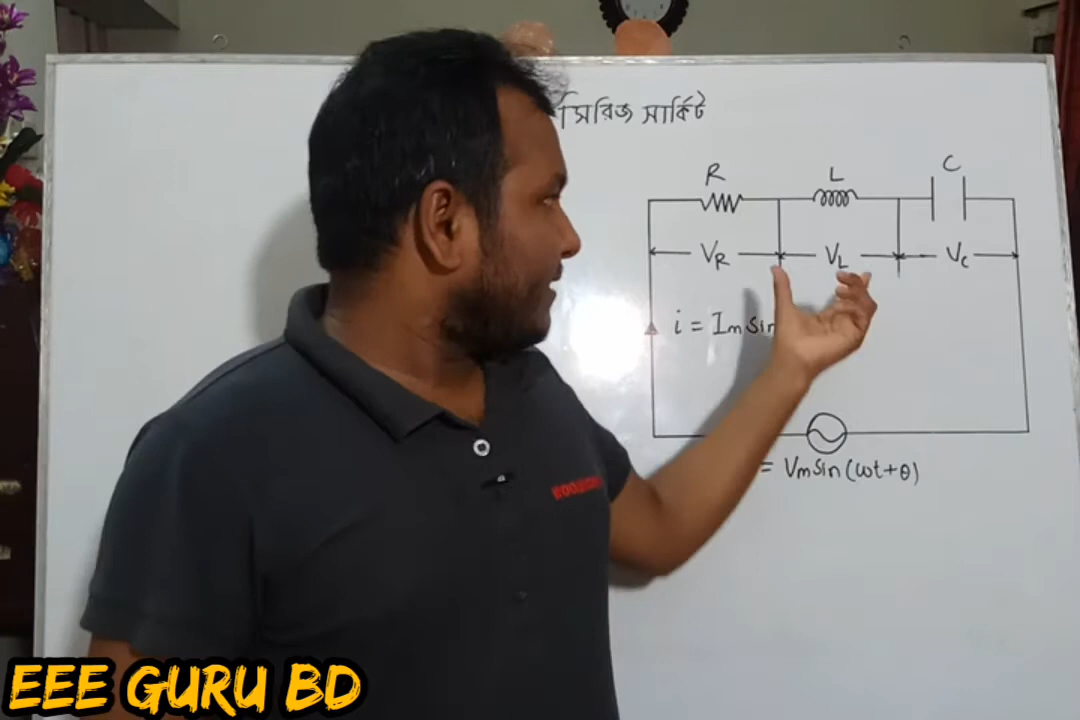 সিরিজ সার্কিট
R L C
VR VL Vc
i = Im sin
= Vm sin(ωt+θ)
EEE GURU BD